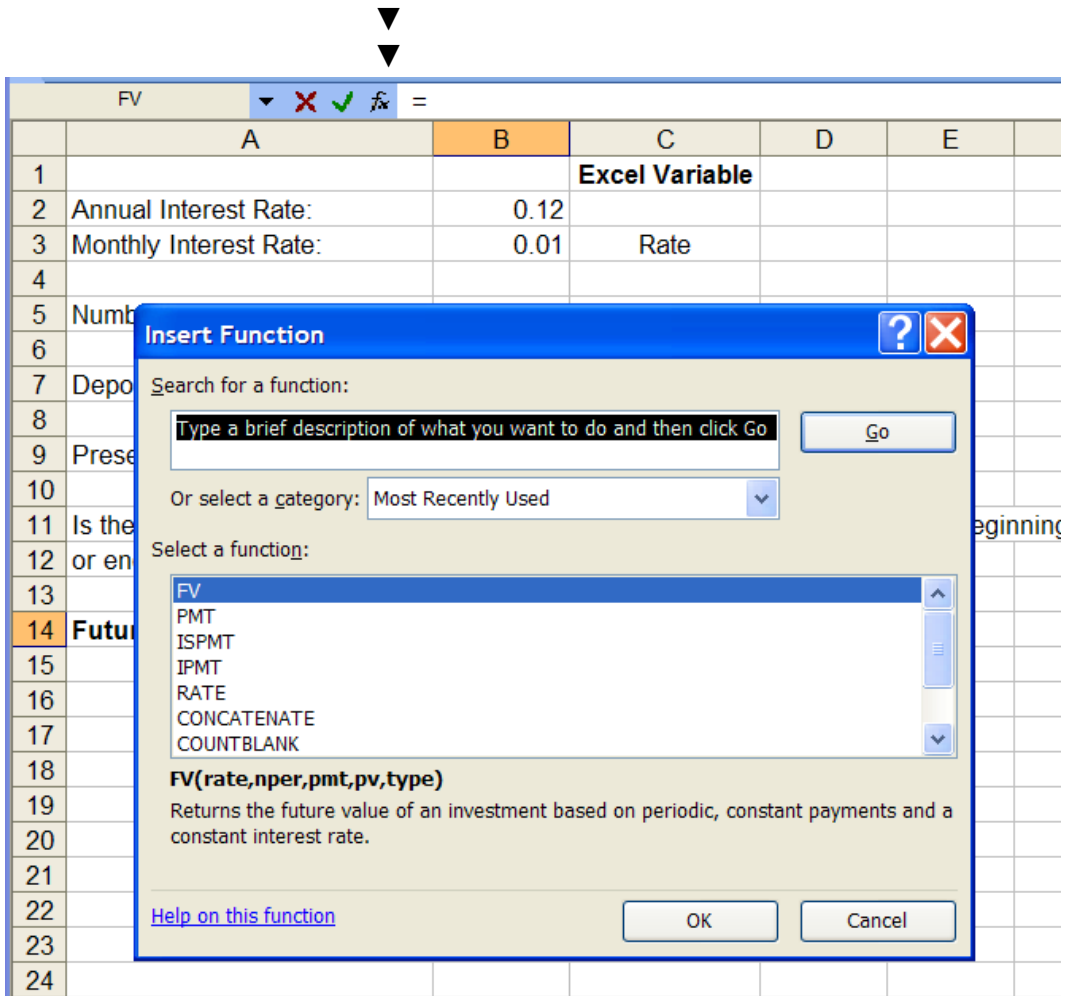 FV fx =
A B C D E
1 Excel Variable
2 Annual Interest Rate: 0.12
3 Monthly Interest Rate: 0.01 Rate
4
5 Numb
Insert Function
6
7 Depo
Search for a function:
8
Type a brief description of what you want to do and then click Go
Go
9 Prese
10
Or select a category: Most Recently Used
11 Is the eginning
12 or en
Select a function:
13
FV
PMT
14 Futu
ISPMT
15
IPMT
16
RATE
CONCATENATE
17
COUNTBLANK
18
FV(rate,nper,pmt,pv,type)
19
Returns the future value of an investment based on periodic, constant payments and a
20
constant interest rate.
21
22
Help on this function OK Cancel
23
24